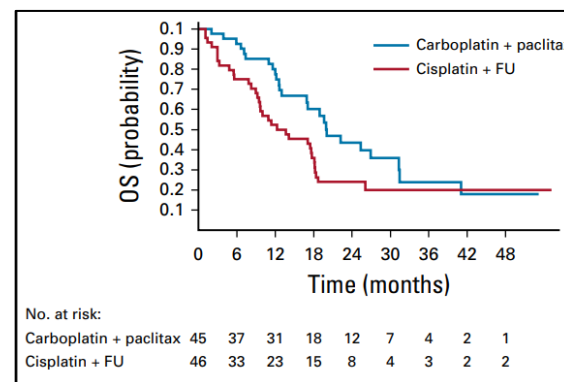 OS (probability)
0.1
0.9
0.8
0.7
0.6
0.5
0.4
0.3
0.2
0.1
Carboplatin + paclitax
Cisplatin + FU
0 6 12 18 24 30 36 42 48
Time (months)
No. at risk:
Carboplatin + paclitax 45 37 31 18 12 7 4 2 1
Cisplatin + FU 46 33 23 15 8 4 3 2 2